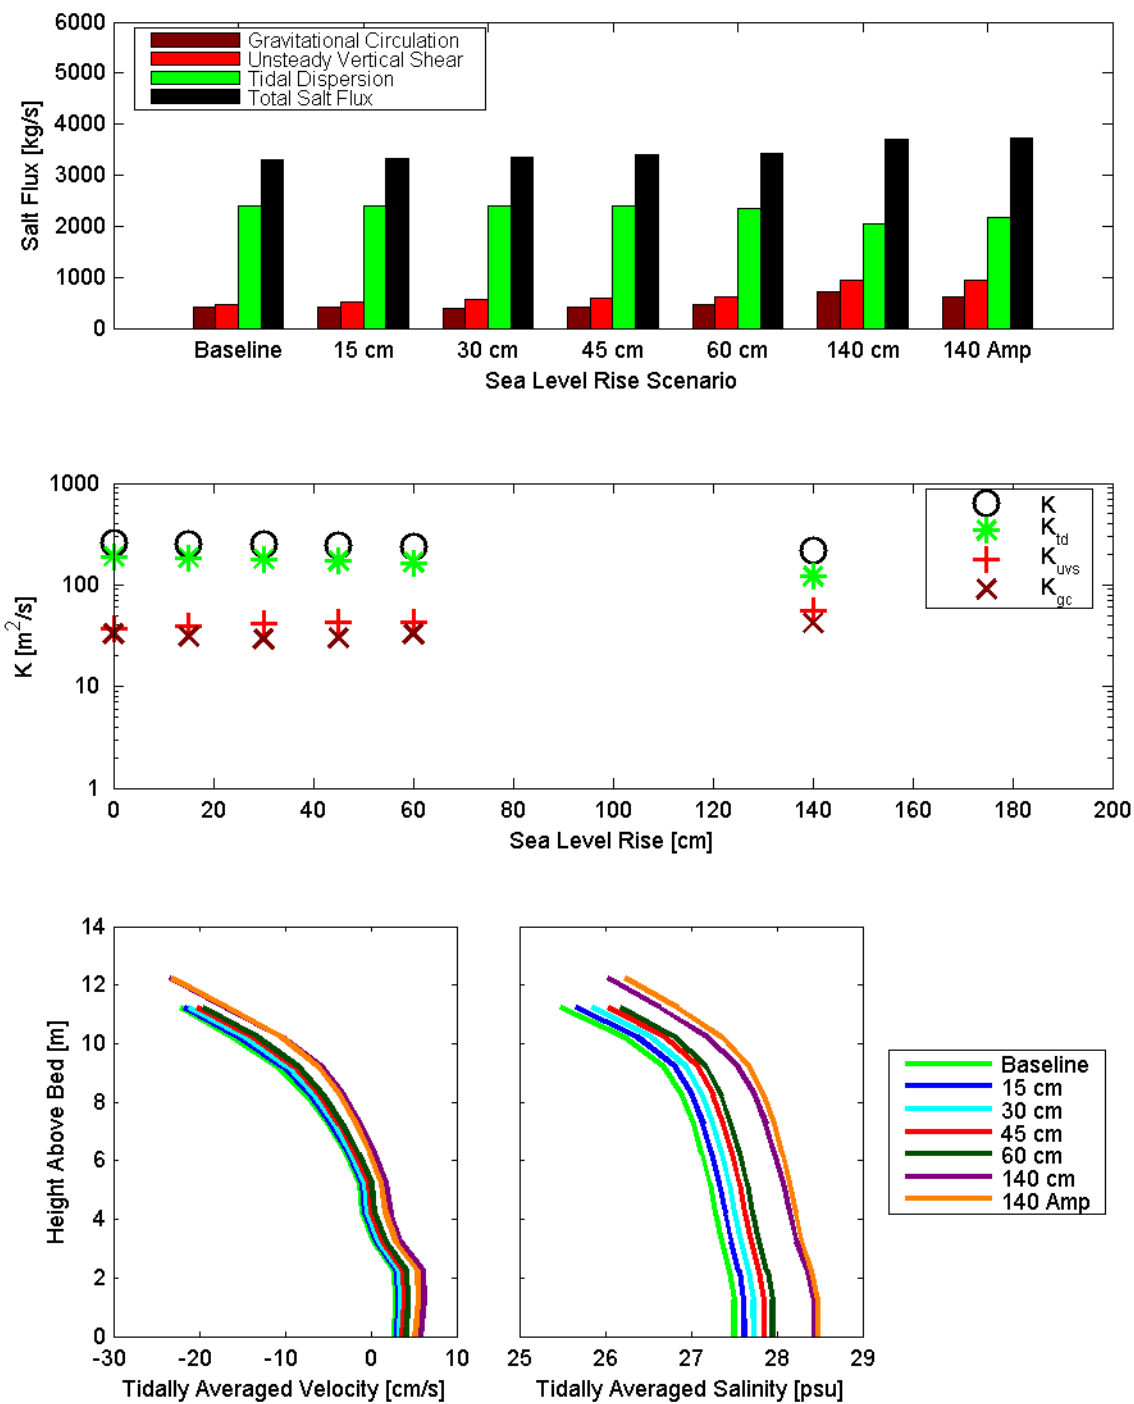 6000
5000
4000
3000
2000
1000
0
Salt Flux [kg/s]
Gravitational Circulation
Unsteady Vertical Shear
Tidal Dispersion
Total Salt Flux
Baseline 15 cm 30 cm 45 cm 60 cm 140 cm 140 Amp
Sea Level Rise Scenario
1000
100
10
1
K [m²/s]
K
K_td
K_uvs
K_gc
0 20 40 60 80 100 120 140 160 180 200
Sea Level Rise [cm]
14
12
10
8
6
4
2
0
Height Above Bed [m]
-30 -20 -10 0 10
Tidally Averaged Velocity [cm/s]
25 26 27 28 29
Tidally Averaged Salinity [psu]
Baseline
15 cm
30 cm
45 cm
60 cm
140 cm
140 Amp